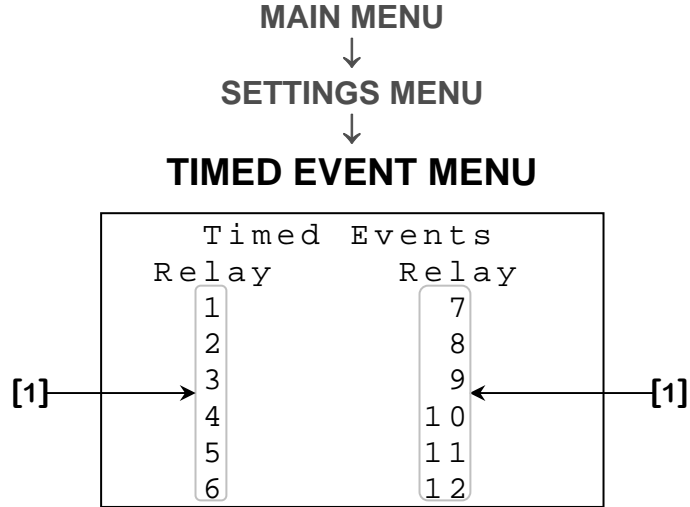 MAIN MENU
↓
SETTINGS MENU
↓
TIMED EVENT MENU
Timed Events
Relay Relay
1 7
2 8
[1] 3 9 [1]
4 10
5 11
6 12